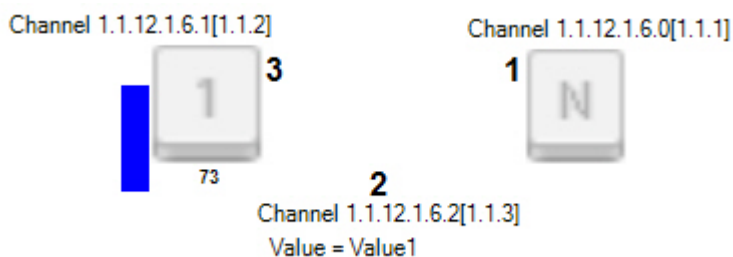 Channel 1.1.12.1.6.1[1.1.2]
Channel 1.1.12.1.6.0[1.1.1]
1
3
1
N
73
2
Channel 1.1.12.1.6.2[1.1.3]
Value = Value1